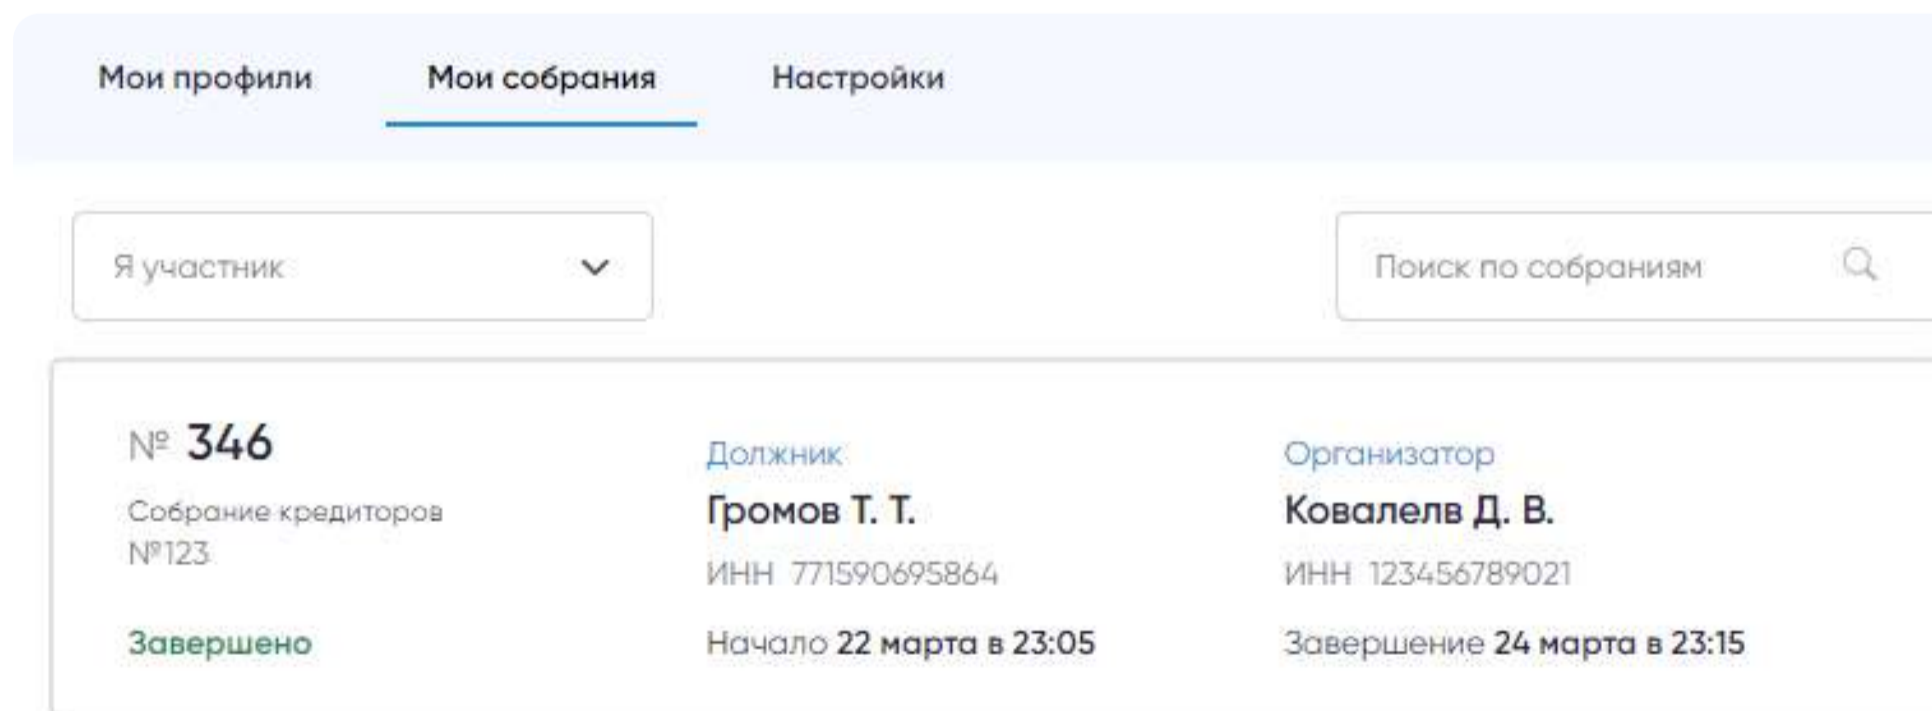 Мои профили Мои собрания Настройки
Я участник Поиск по собраниям
№ 346
Собрание кредиторов
№123
Завершено
Должник
Громов Т. Т.
ИНН 771590695864
Начало 22 марта в 23:05
Организатор
Ковалелв Д. В.
ИНН 123456789021
Завершение 24 марта в 23:15